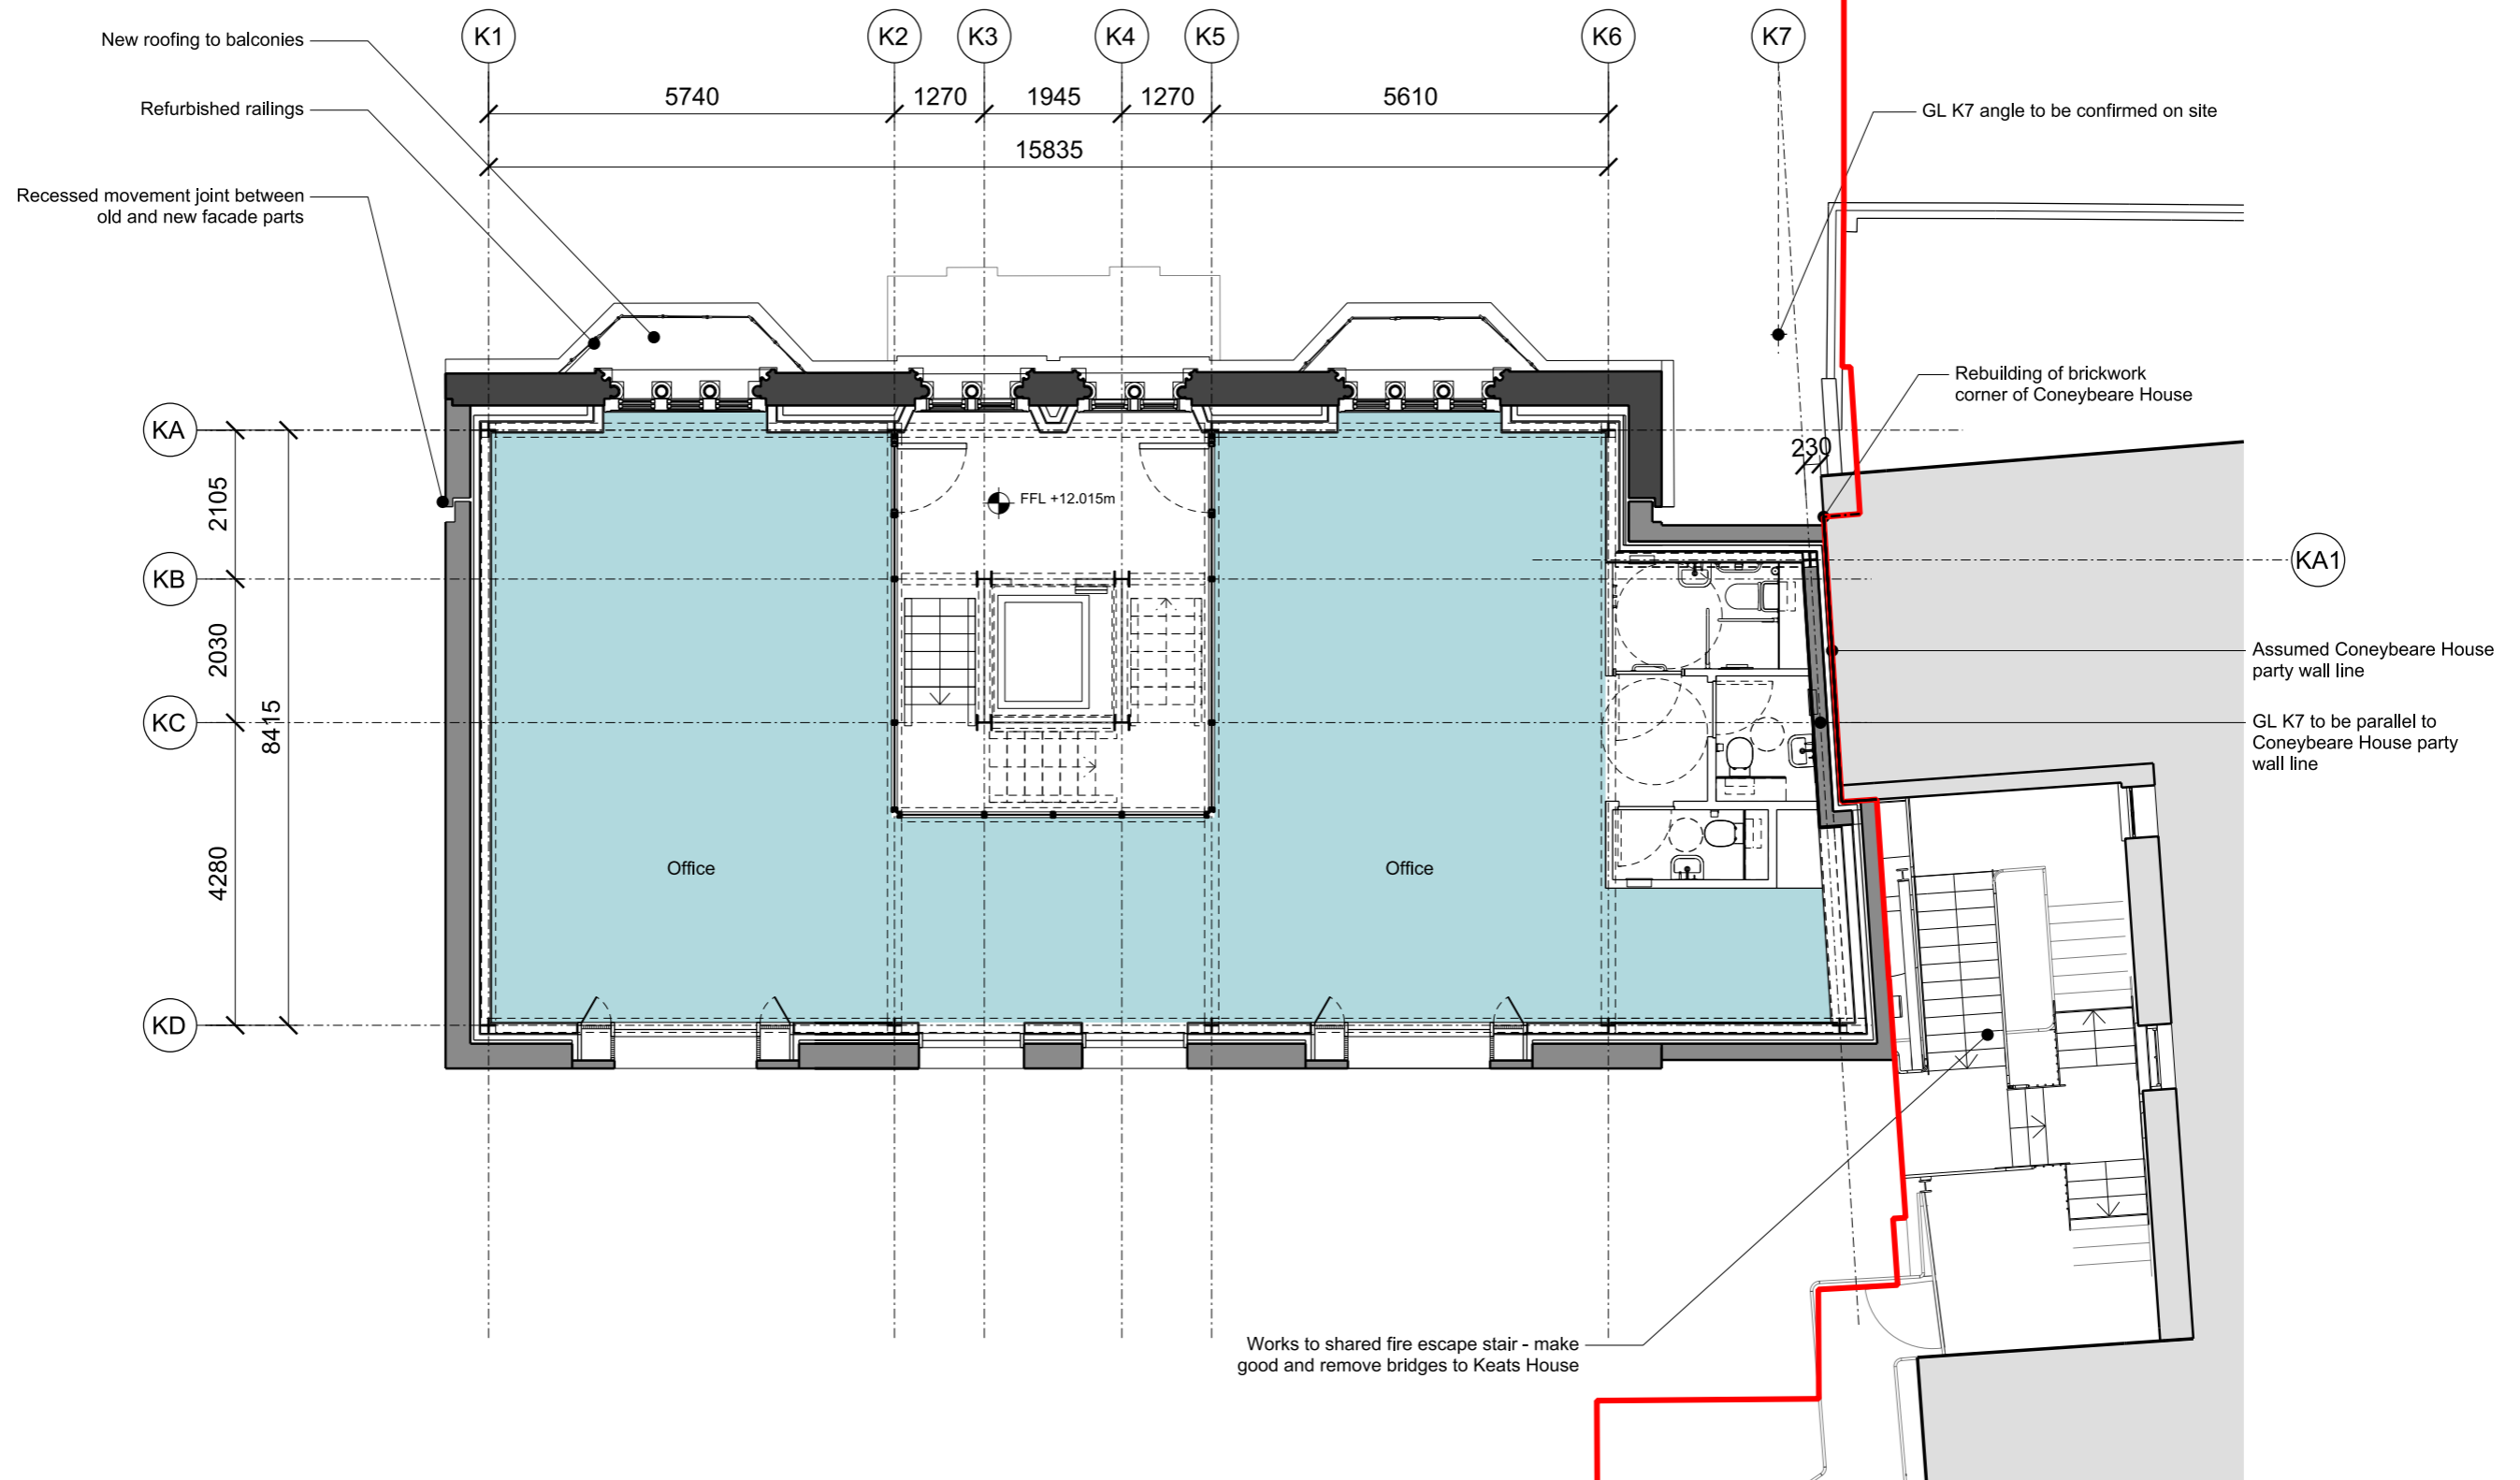 New roofing to balconies
K1
K2
K3
K4
K5
K6
K7
5740
1270
1945
1270
5610
Refurbished railings
GL K7 angle to be confirmed on site
15835
Recessed movement joint between
old and new facade parts
Rebuilding of brickwork
corner of Coneybeare House
KA
230
2105
FFL +12.015m
KB
KA1
2030
Assumed Coneybeare House
party wall line
KC
8415
GL K7 to be parallel to
Coneybeare House party
wall line
4280
Office
Office
KD
Works to shared fire escape stair - make
good and remove bridges to Keats House